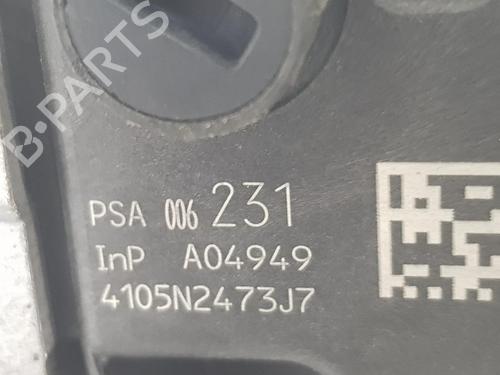 B-PARTS
PSA 006 231
InP A04949
4105N2473J7